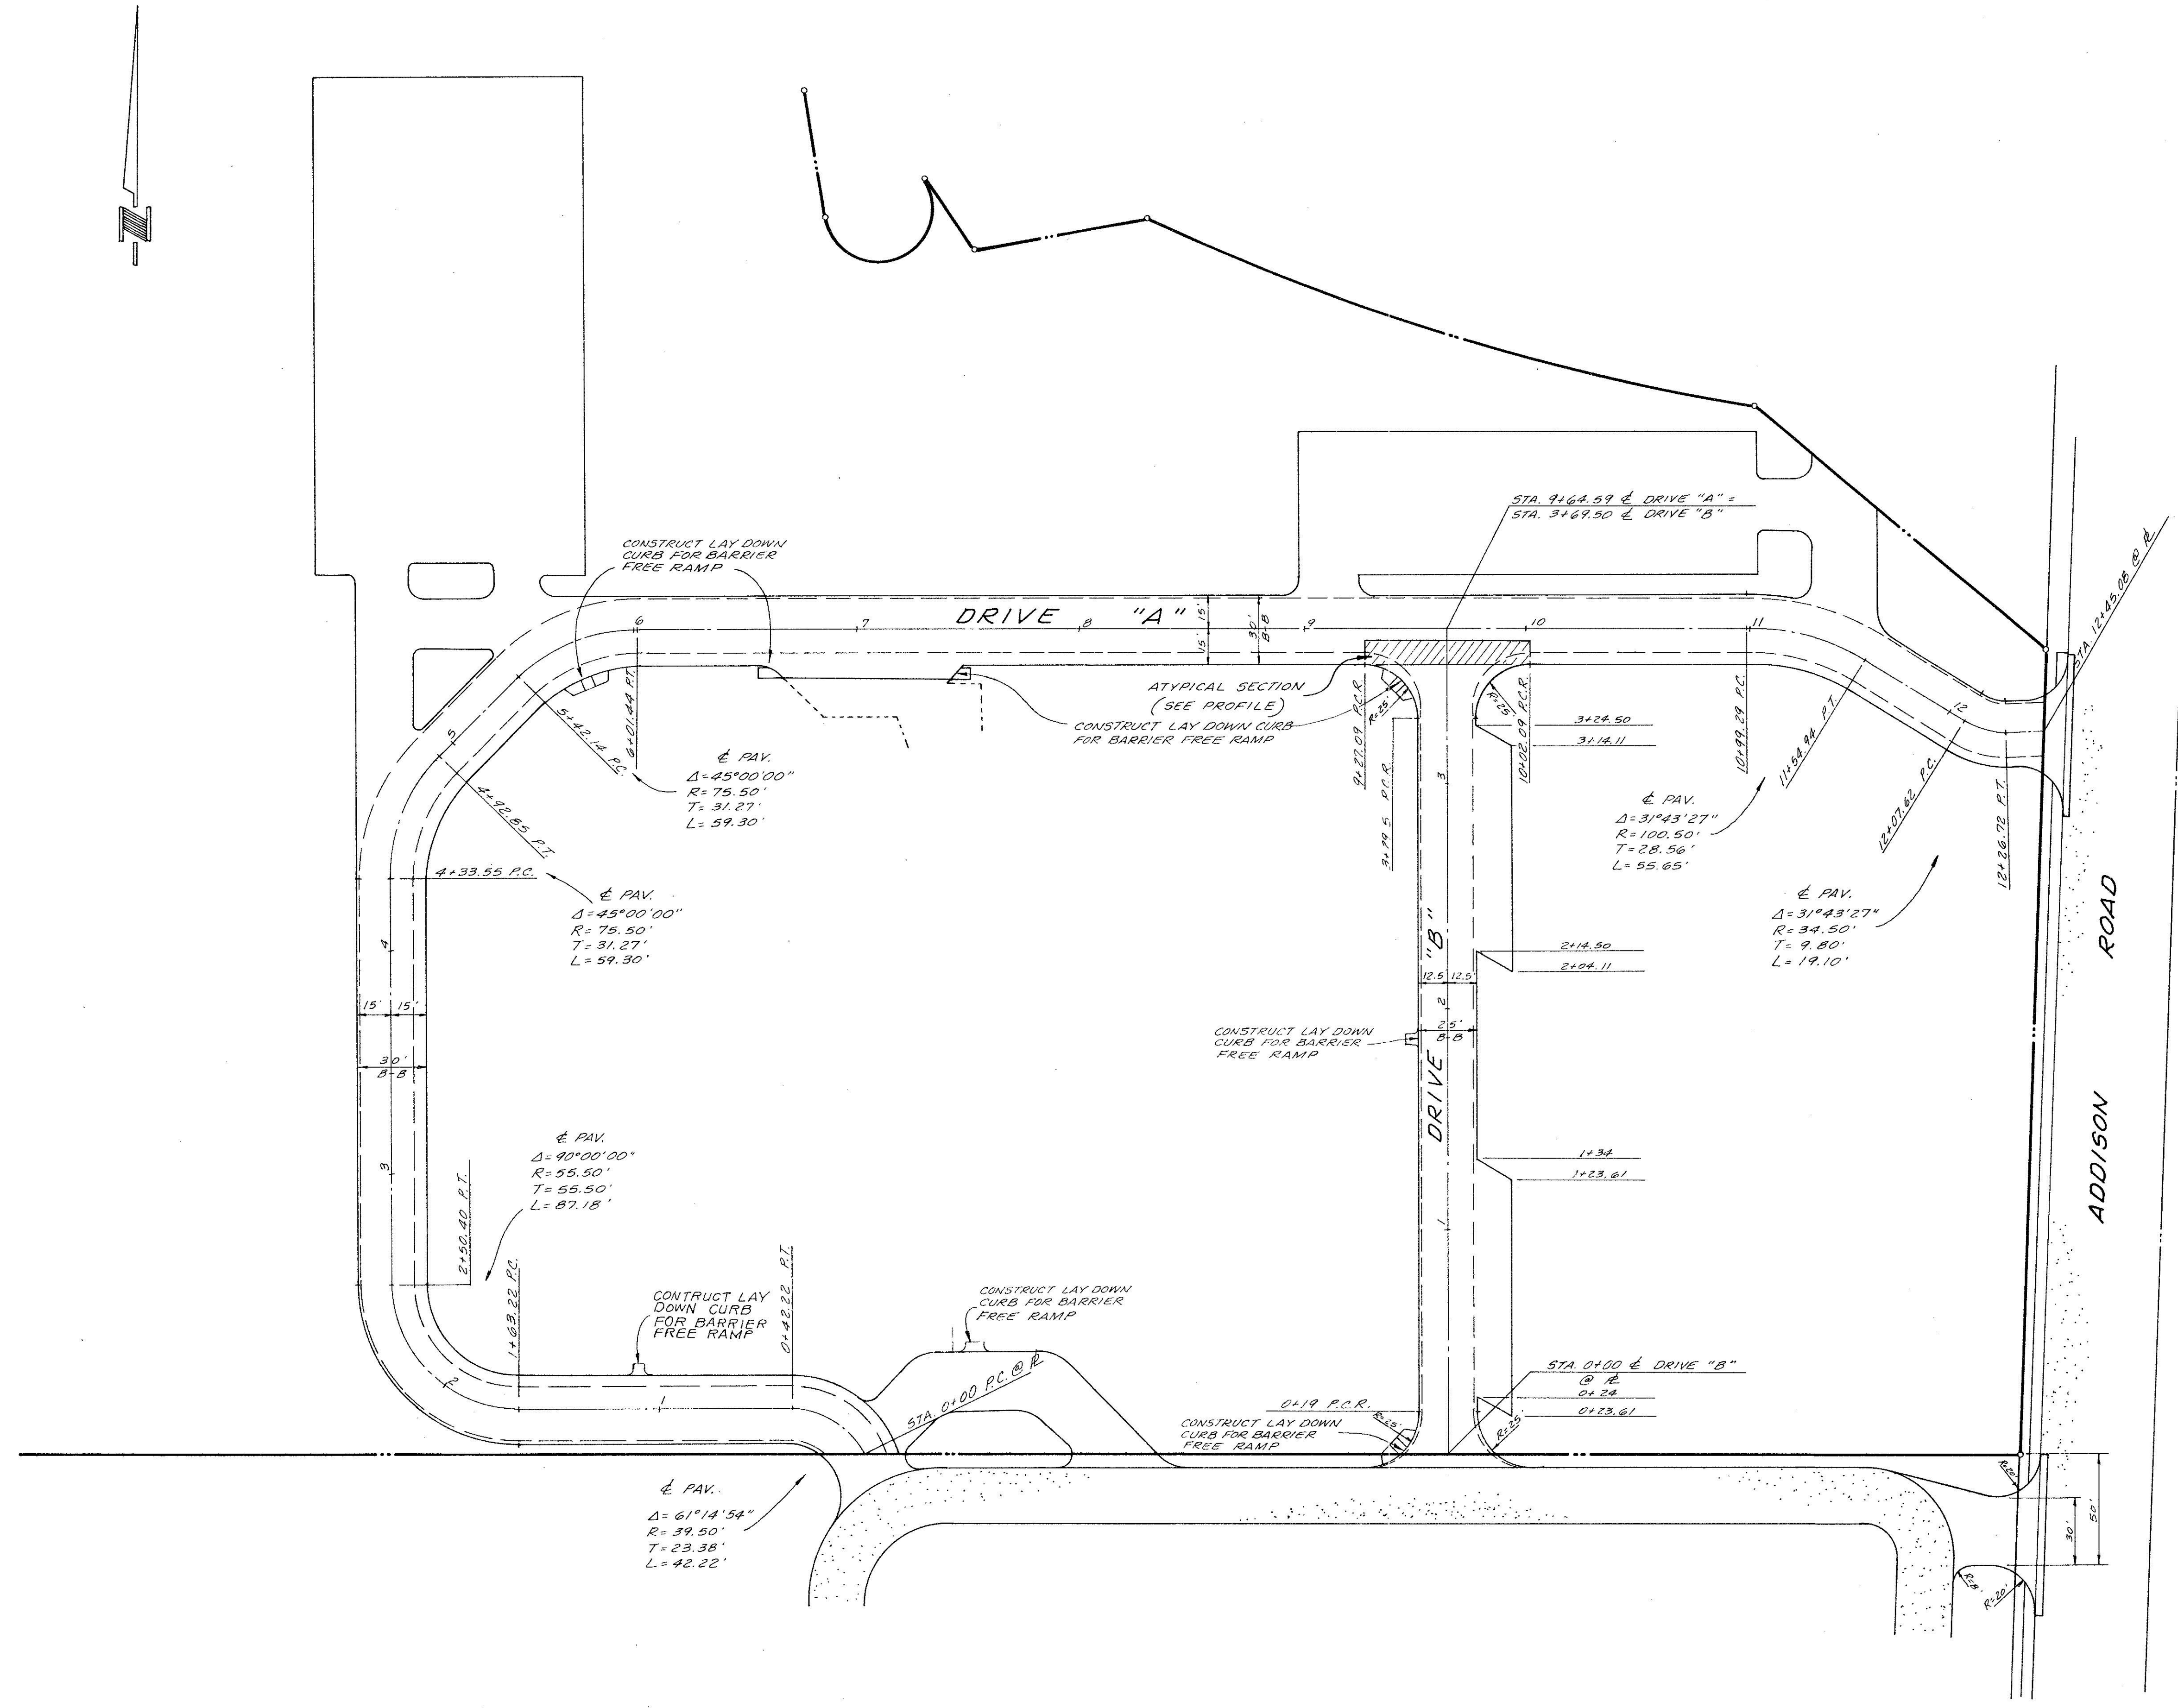 N
STA. 9+64.59 ℄ DRIVE "A" =
STA. 3+69.50 ℄ DRIVE "B"
STA. 12+45.08 @ ⅊
CONSTRUCT LAY DOWN
CURB FOR BARRIER
FREE RAMP
DRIVE "A"
15'
15'
30'
B-B
6
7
8
9
10
11
12
ATYPICAL SECTION
(SEE PROFILE)
CONSTRUCT LAY DOWN CURB
FOR BARRIER FREE RAMP
R=25'
R=25'
5
5+42.14 P.C.
6+01.44 P.T.
9+27.09 P.C.R.
10+02.09 P.C.R.
10+99.29 P.C.
11+54.94 P.T.
12+07.62 P.C.
12+26.72 P.T.
3+24.50
3+14.11
℄ PAV.
Δ=45°00'00"
R=75.50'
T=31.27'
L=59.30'
4+92.85 P.T.
4+33.55 P.C.
℄ PAV.
Δ=45°00'00"
R=75.50'
T=31.27'
L=59.30'
℄ PAV.
Δ=31°43'27"
R=100.50'
T=28.56'
L=55.65'
℄ PAV.
Δ=31°43'27"
R=34.50'
T=9.80'
L=19.10'
P.C.R.
3
4
DRIVE "B"
2+14.50
2+04.11
12.5'
12.5'
2
25'
B-B
15'
15'
30'
B-B
CONSTRUCT LAY DOWN
CURB FOR BARRIER
FREE RAMP
ADDISON ROAD
1+34
1+23.61
1
℄ PAV.
Δ=90°00'00"
R=55.50'
T=55.50'
L=87.18'
3
2+50.40 P.T.
1+63.22 P.C.
0+42.22 P.T.
CONTRUCT LAY
DOWN CURB
FOR BARRIER
FREE RAMP
CONSTRUCT LAY DOWN
CURB FOR BARRIER
FREE RAMP
2
1
STA. 0+00 P.C. @ ⅊
STA. 0+00 ℄ DRIVE "B"
@ ⅊
0+24
0+23.61
0+19 P.C.R.
CONSTRUCT LAY DOWN
CURB FOR BARRIER
FREE RAMP
R=25'
R=25'
℄ PAV.
Δ=61°14'54"
R=39.50'
T=23.38'
L=42.22'
R=20'
30'
50'
R=8'
R=20'